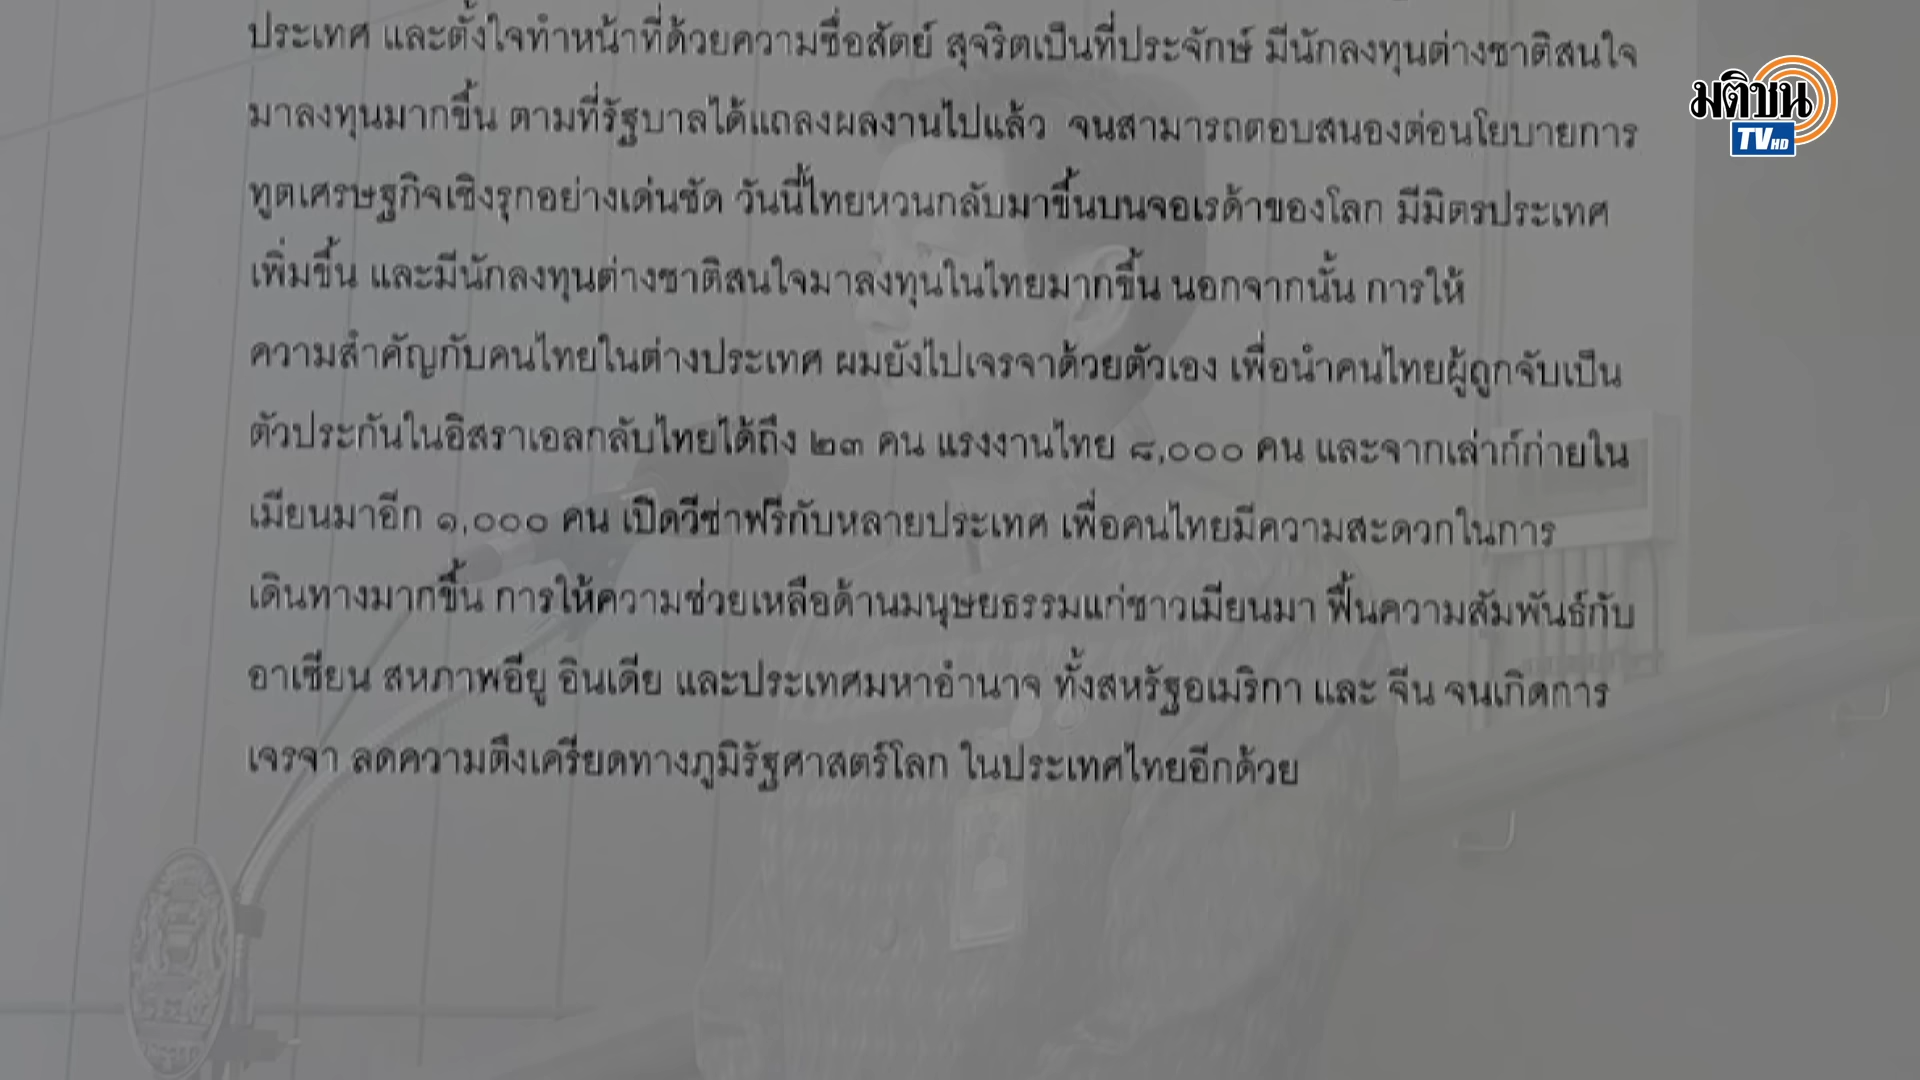 ประเทศ และตั้งใจทำหน้าที่ด้วยความซื่อสัตย์ สุจริตเป็นที่ประจักษ์ มีนักลงทุนต่างชาติสนใจ
มาลงทุนมากขึ้น ตามที่รัฐบาลได้แถลงผลงานไปแล้ว จนสามารถตอบสนองต่อนโยบายการ
ทูตเศรษฐกิจเชิงรุกอย่างเด่นชัด วันนี้ไทยหวนกลับมาขึ้นบนจอเรด้าของโลก มีมิตรประเทศ
เพิ่มขึ้น และมีนักลงทุนต่างชาติสนใจมาลงทุนในไทยมากขึ้น นอกจากนั้น การให้
ความสำคัญกับคนไทยในต่างประเทศ ผมยังไปเจรจาด้วยตัวเอง เพื่อนำคนไทยผู้ถูกจับเป็น
ตัวประกันในอิสราเอลกลับไทยได้ถึง ๒๓ คน แรงงานไทย ๘,๐๐๐ คน และจากเล่าก์ก่ายใน
เมียนมาอีก ๑,๐๐๐ คน เปิดวีซ่าฟรีกับหลายประเทศ เพื่อคนไทยมีความสะดวกในการ
เดินทางมากขึ้น การให้ความช่วยเหลือด้านมนุษยธรรมแก่ชาวเมียนมา ฟื้นความสัมพันธ์กับ
อาเซียน สหภาพอียู อินเดีย และประเทศมหาอำนาจ ทั้งสหรัฐอเมริกา และ จีน จนเกิดการ
เจรจา ลดความตึงเครียดทางภูมิรัฐศาสตร์โลก ในประเทศไทยอีกด้วย
มติชน
TV HD